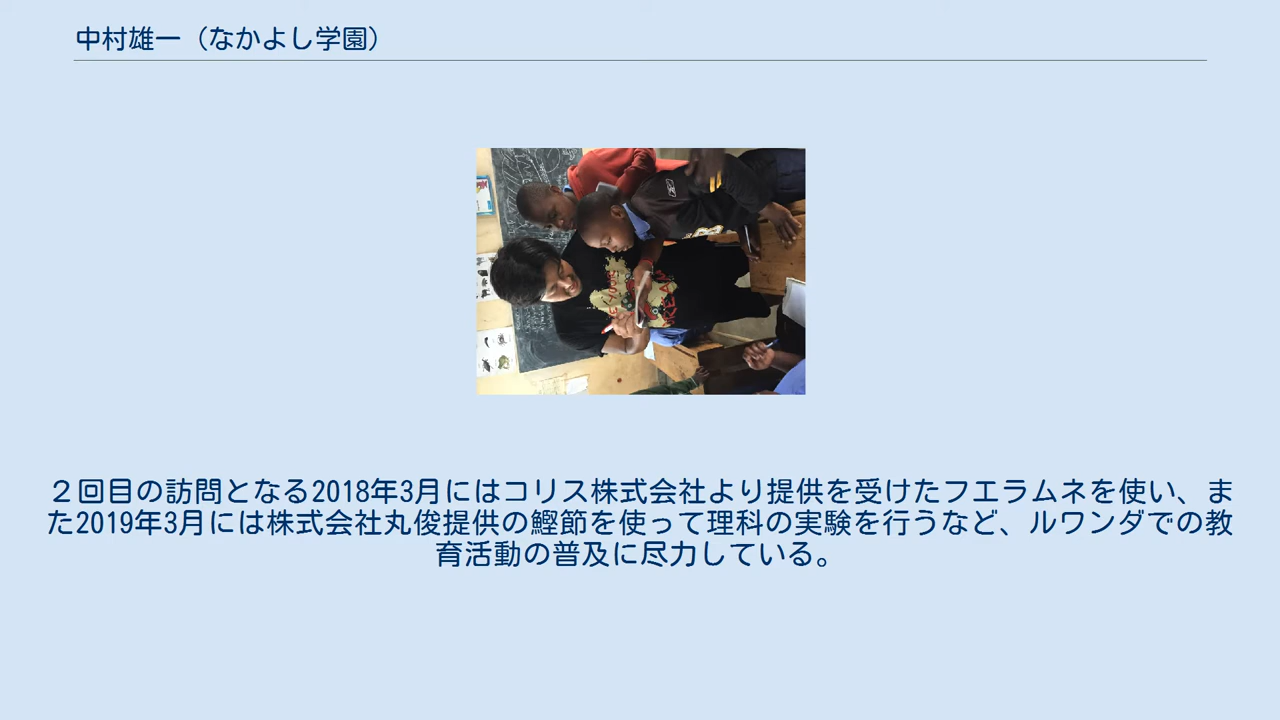 中村雄一（なかよし学園）
２回目の訪問となる2018年3月にはコリス株式会社より提供を受けたフエラムネを使い、ま
た2019年3月には株式会社丸俊提供の鰹節を使って理科の実験を行うなど、ルワンダでの教
育活動の普及に尽力している。